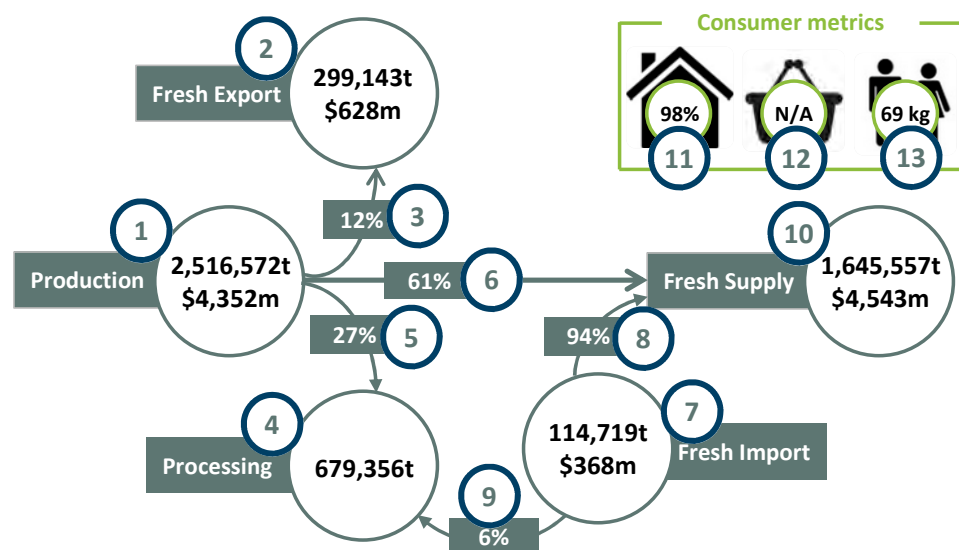 Consumer metrics
2
Fresh Export
299,143t
$628m
98%
N/A
69 kg
11
12
13
12%
3
1
Production
2,516,572t
$4,352m
61%
6
10
Fresh Supply
1,645,557t
$4,543m
27%
5
94%
8
4
Processing
679,356t
114,719t
$368m
7
Fresh Import
9
6%